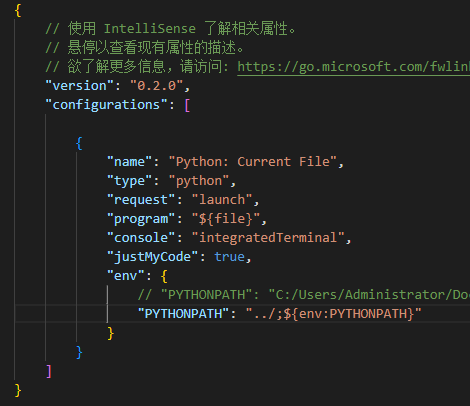 {
// 使用 IntelliSense 了解相关属性。
// 悬停以查看现有属性的描述。
// 欲了解更多信息，请访问: https://go.microsoft.com/fwlin
"version": "0.2.0",
"configurations": [
{
"name": "Python: Current File",
"type": "python",
"request": "launch",
"program": "${file}",
"console": "integratedTerminal",
"justMyCode": true,
"env": {
// "PYTHONPATH": "C:/Users/Administrator/Do
"PYTHONPATH": "../;${env:PYTHONPATH}"
}
}
]
}